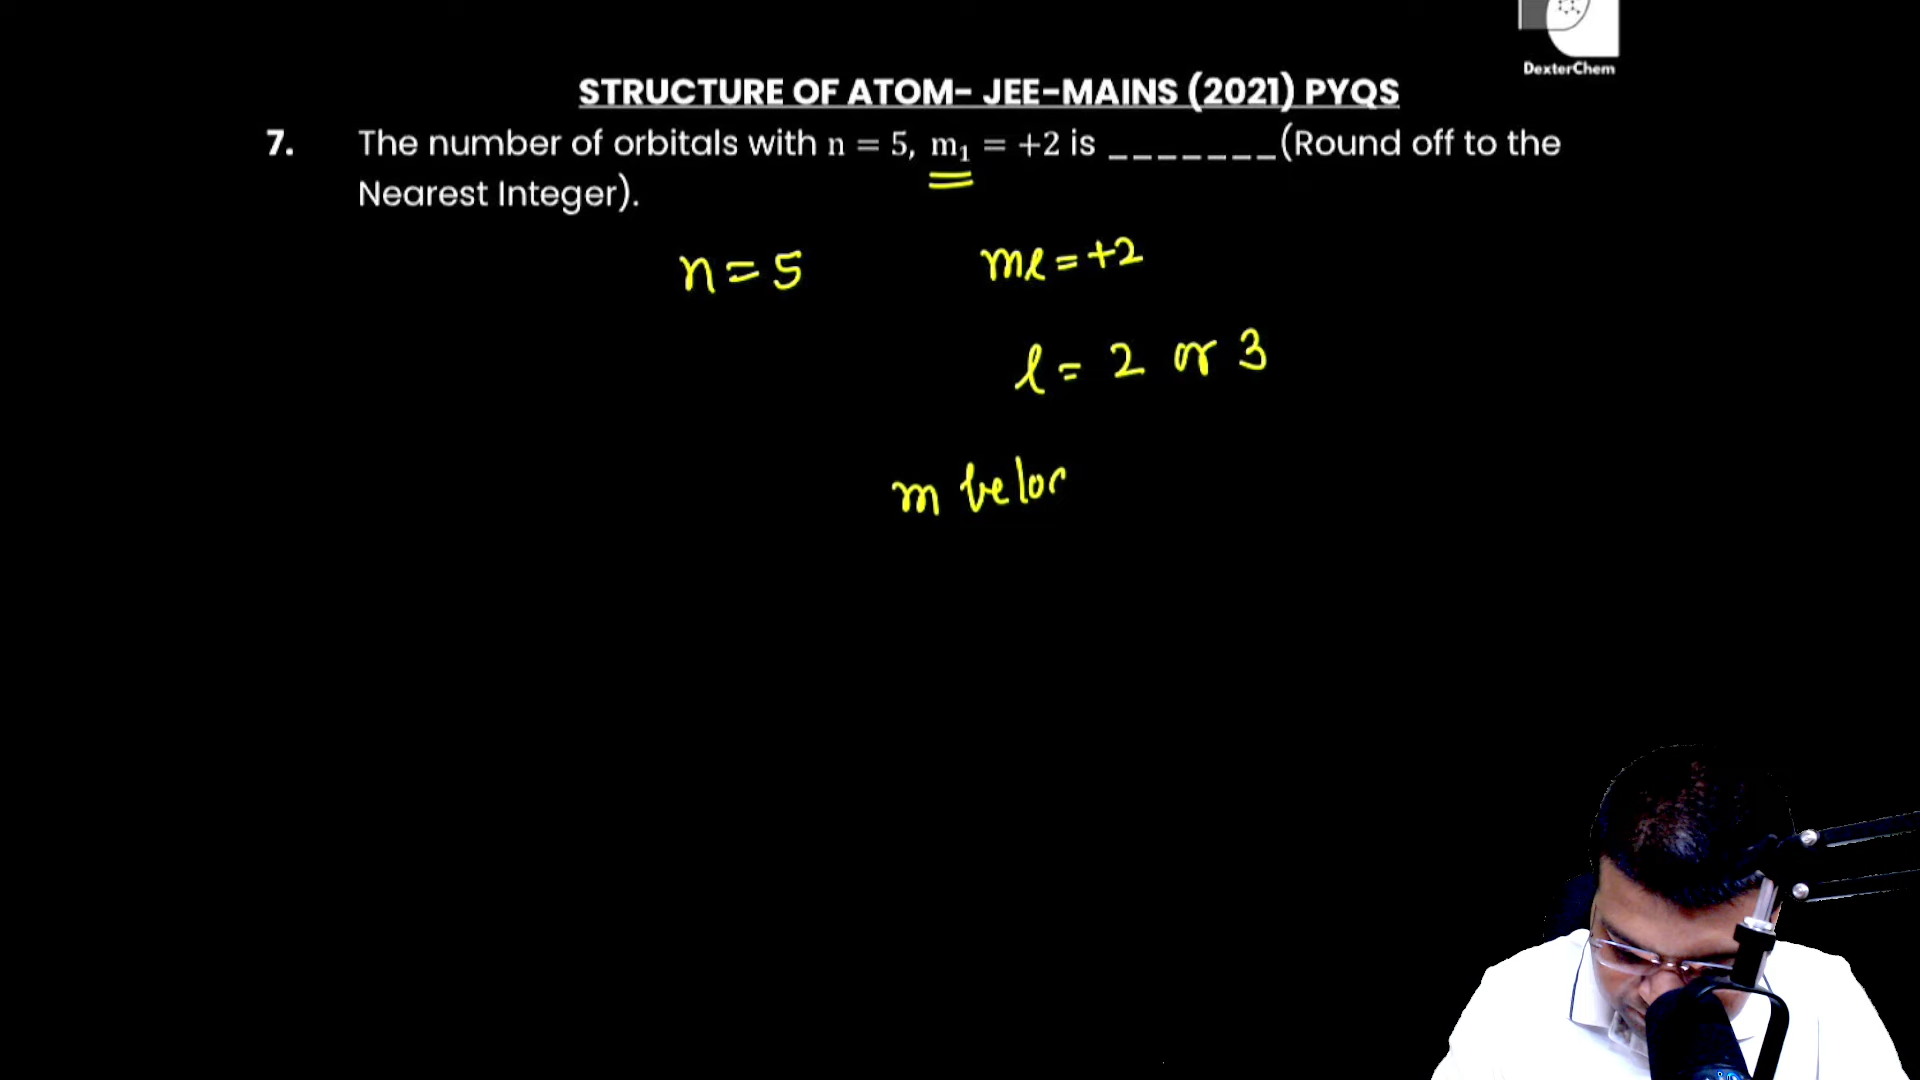 DexterChem
STRUCTURE OF ATOM- JEE-MAINS (2021) PYQS
7. The number of orbitals with n = 5, m₁ = +2 is _______(Round off to the
Nearest Integer).
n = 5 mℓ = +2
ℓ = 2 or 3
m belon